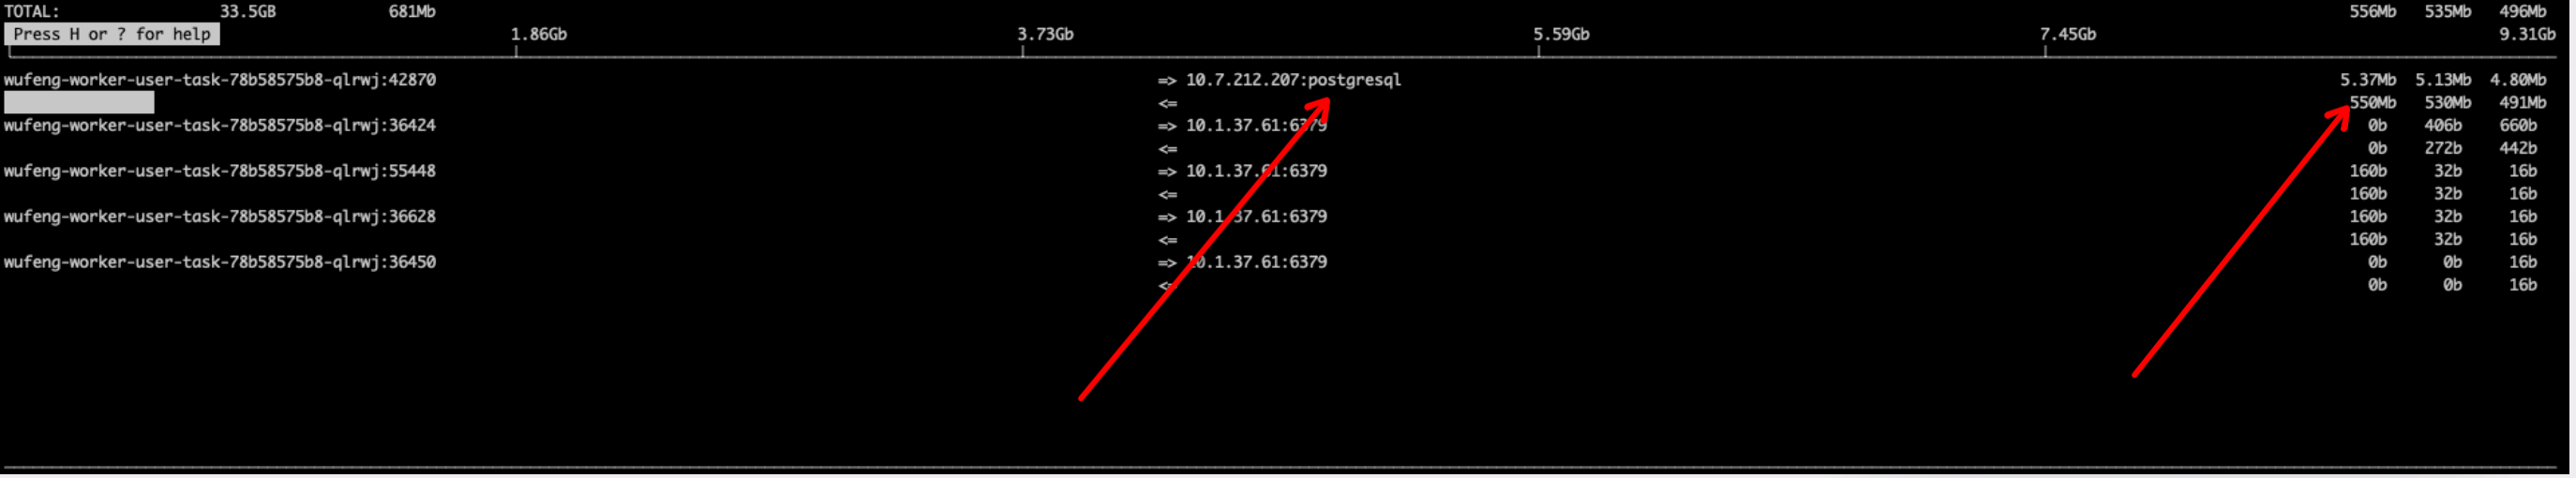 TOTAL: 33.5GB 681Mb 556Mb 535Mb 496Mb
Press H or ? for help 1.86Gb 3.73Gb 5.59Gb 7.45Gb 9.31Gb
wufeng-worker-user-task-78b58575b8-qlrwj:42870 => 10.7.212.207:postgresql 5.37Mb 5.13Mb 4.80Mb
<= 550Mb 530Mb 491Mb
wufeng-worker-user-task-78b58575b8-qlrwj:36424 => 10.1.37.61:6379 0b 406b 660b
<= 0b 272b 442b
wufeng-worker-user-task-78b58575b8-qlrwj:55448 => 10.1.37.61:6379 160b 32b 16b
<= 160b 32b 16b
wufeng-worker-user-task-78b58575b8-qlrwj:36628 => 10.1.37.61:6379 160b 32b 16b
<= 160b 32b 16b
wufeng-worker-user-task-78b58575b8-qlrwj:36450 => 10.1.37.61:6379 0b 0b 16b
<= 0b 0b 16b